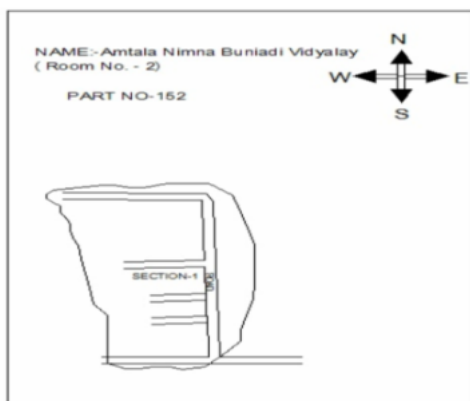 NAME:-Amtala Nimna Buniadi Vidyalay
( Room No. - 2)
PART NO-152
N
W
E
S
SECTION-1